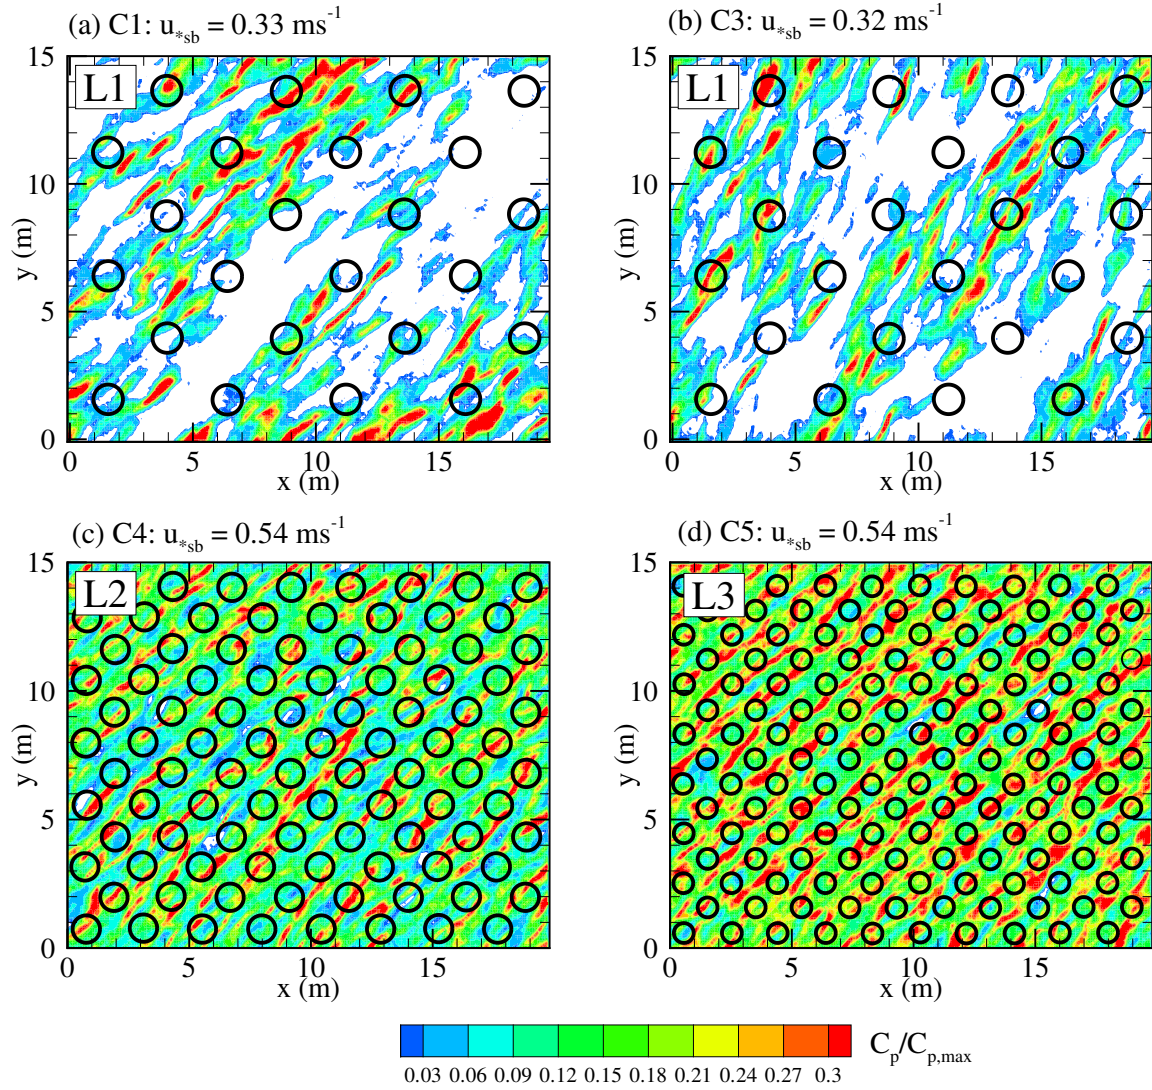 (a) C1: u*sb = 0.33 ms-1
(b) C3: u*sb = 0.32 ms-1
L1
L1
15
10
5
0
y (m)
0 5 10 15
x (m)
15
10
5
0
y (m)
0 5 10 15
x (m)
(c) C4: u*sb = 0.54 ms-1
(d) C5: u*sb = 0.54 ms-1
L2
L3
15
10
5
0
y (m)
0 5 10 15
x (m)
15
10
5
0
y (m)
0 5 10 15
x (m)
Cp/Cp,max
0.03 0.06 0.09 0.12 0.15 0.18 0.21 0.24 0.27 0.3